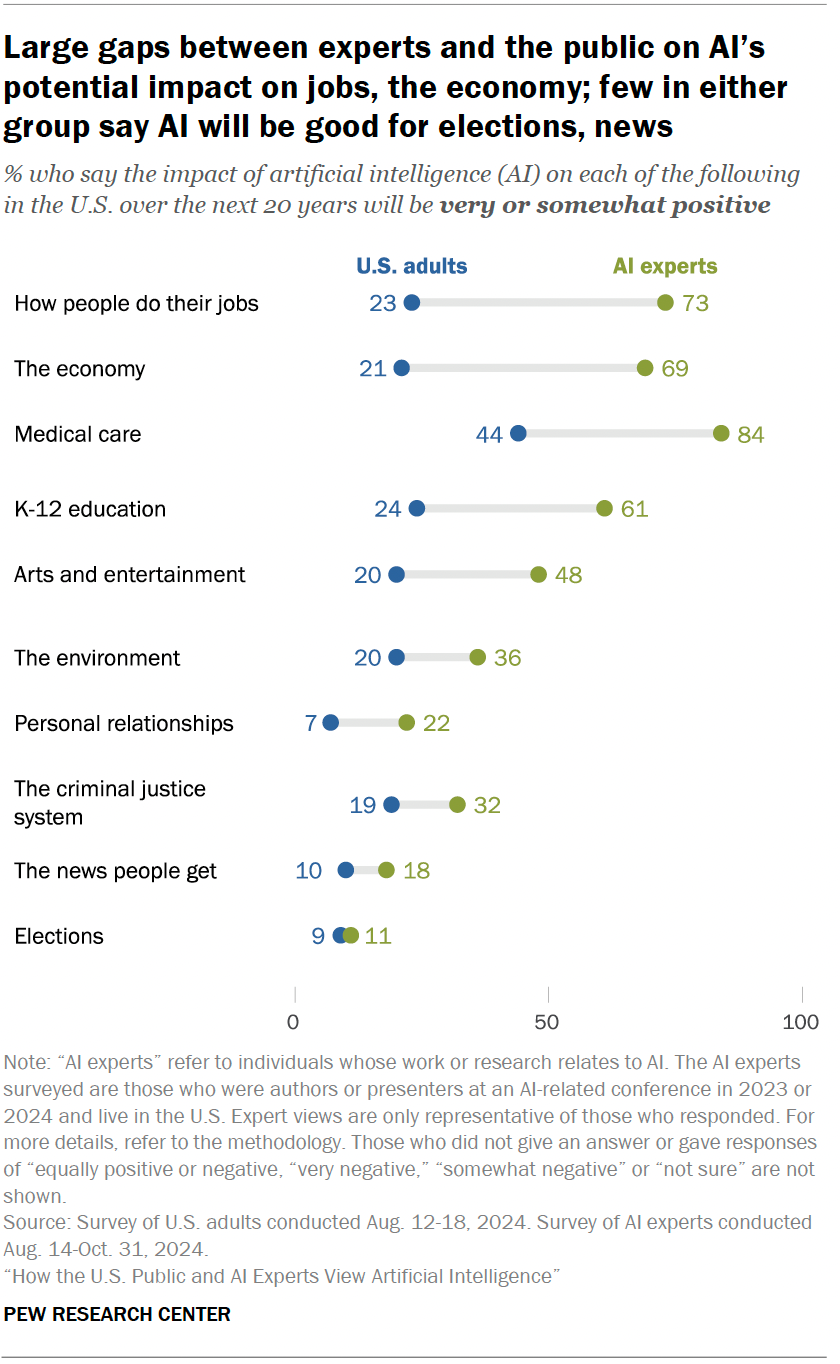 Large gaps between experts and the public on AI’s
potential impact on jobs, the economy; few in either
group say AI will be good for elections, news
% who say the impact of artificial intelligence (AI) on each of the following
in the U.S. over the next 20 years will be very or somewhat positive
U.S. adults AI experts
How people do their jobs 23 73
The economy 21 69
Medical care 44 84
K-12 education 24 61
Arts and entertainment 20 48
The environment 20 36
Personal relationships 7 22
The criminal justice
system 19 32
The news people get 10 18
Elections 9 11
0 50 100
Note: “AI experts” refer to individuals whose work or research relates to AI. The AI experts
surveyed are those who were authors or presenters at an AI-related conference in 2023 or
2024 and live in the U.S. Expert views are only representative of those who responded. For
more details, refer to the methodology. Those who did not give an answer or gave responses
of “equally positive or negative, “very negative,” “somewhat negative” or “not sure” are not
shown.
Source: Survey of U.S. adults conducted Aug. 12-18, 2024. Survey of AI experts conducted
Aug. 14-Oct. 31, 2024.
“How the U.S. Public and AI Experts View Artificial Intelligence”
PEW RESEARCH CENTER